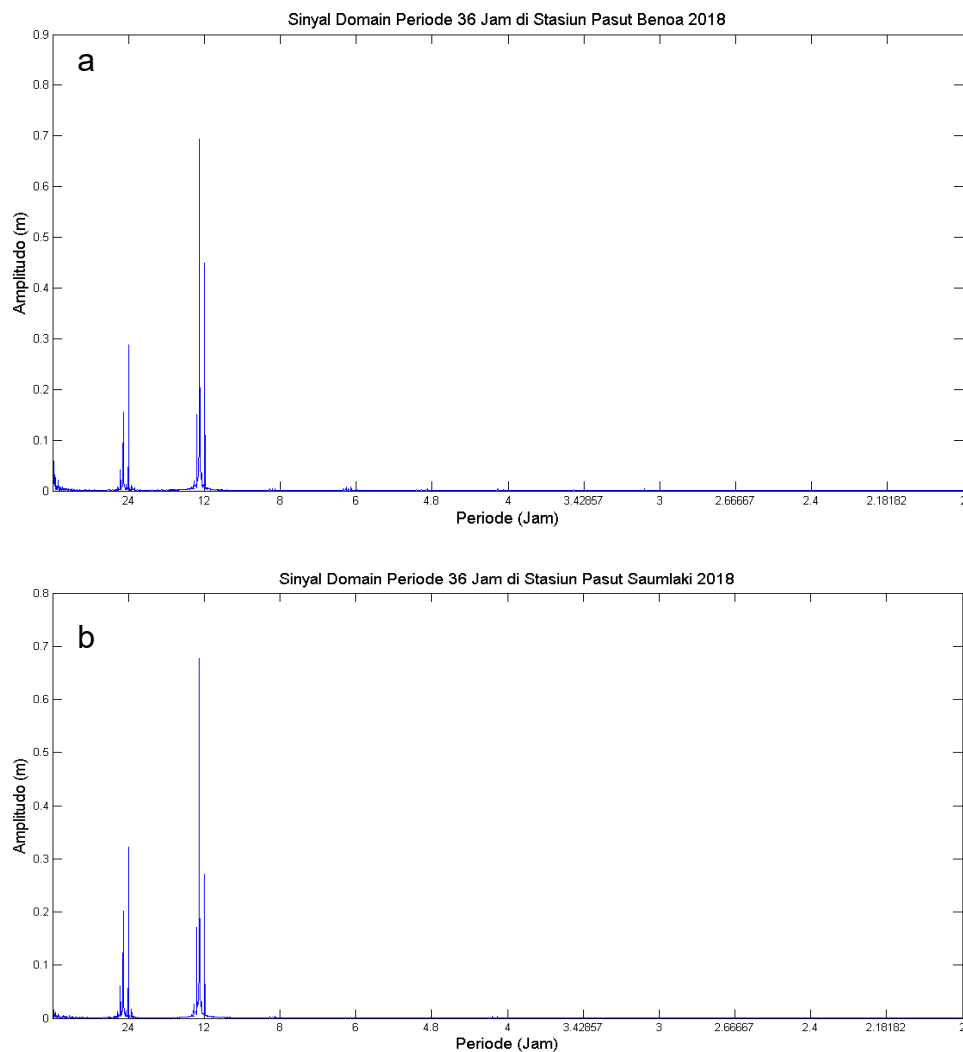 Sinyal Domain Periode 36 Jam di Stasiun Pasut Benoa 2018
a
Amplitudo (m)
0.9
0.8
0.7
0.6
0.5
0.4
0.3
0.2
0.1
0
24 12 8 6 4.8 4 3.42857 3 2.66667 2.4 2.18182 2
Periode (Jam)
Sinyal Domain Periode 36 Jam di Stasiun Pasut Saumlaki 2018
b
Amplitudo (m)
0.8
0.7
0.6
0.5
0.4
0.3
0.2
0.1
0
24 12 8 6 4.8 4 3.42857 3 2.66667 2.4 2.18182 2
Periode (Jam)